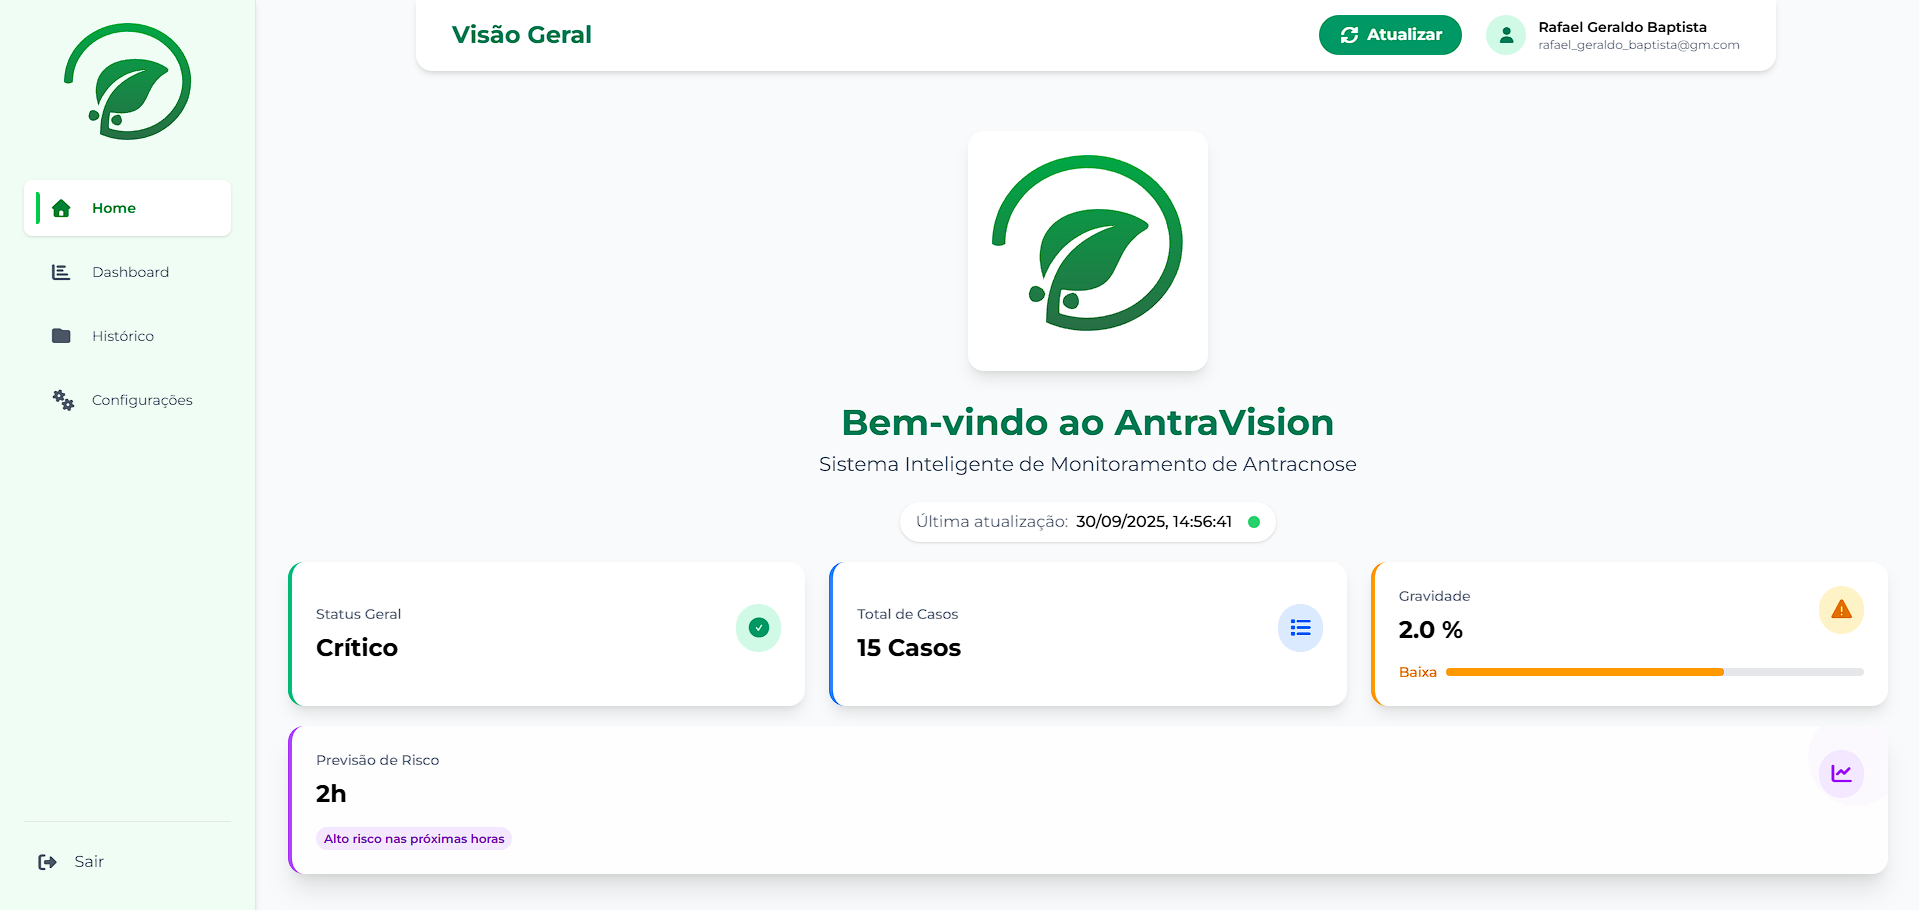 Visão Geral
Atualizar
Rafael Geraldo Baptista
rafael_geraldo_baptista@gm.com
Home
Dashboard
Histórico
Configurações
Sair
Bem-vindo ao AntraVision
Sistema Inteligente de Monitoramento de Antracnose
Última atualização: 30/09/2025, 14:56:41
Status Geral
Crítico
Total de Casos
15 Casos
Gravidade
2.0 %
Baixa
Previsão de Risco
2h
Alto risco nas próximas horas